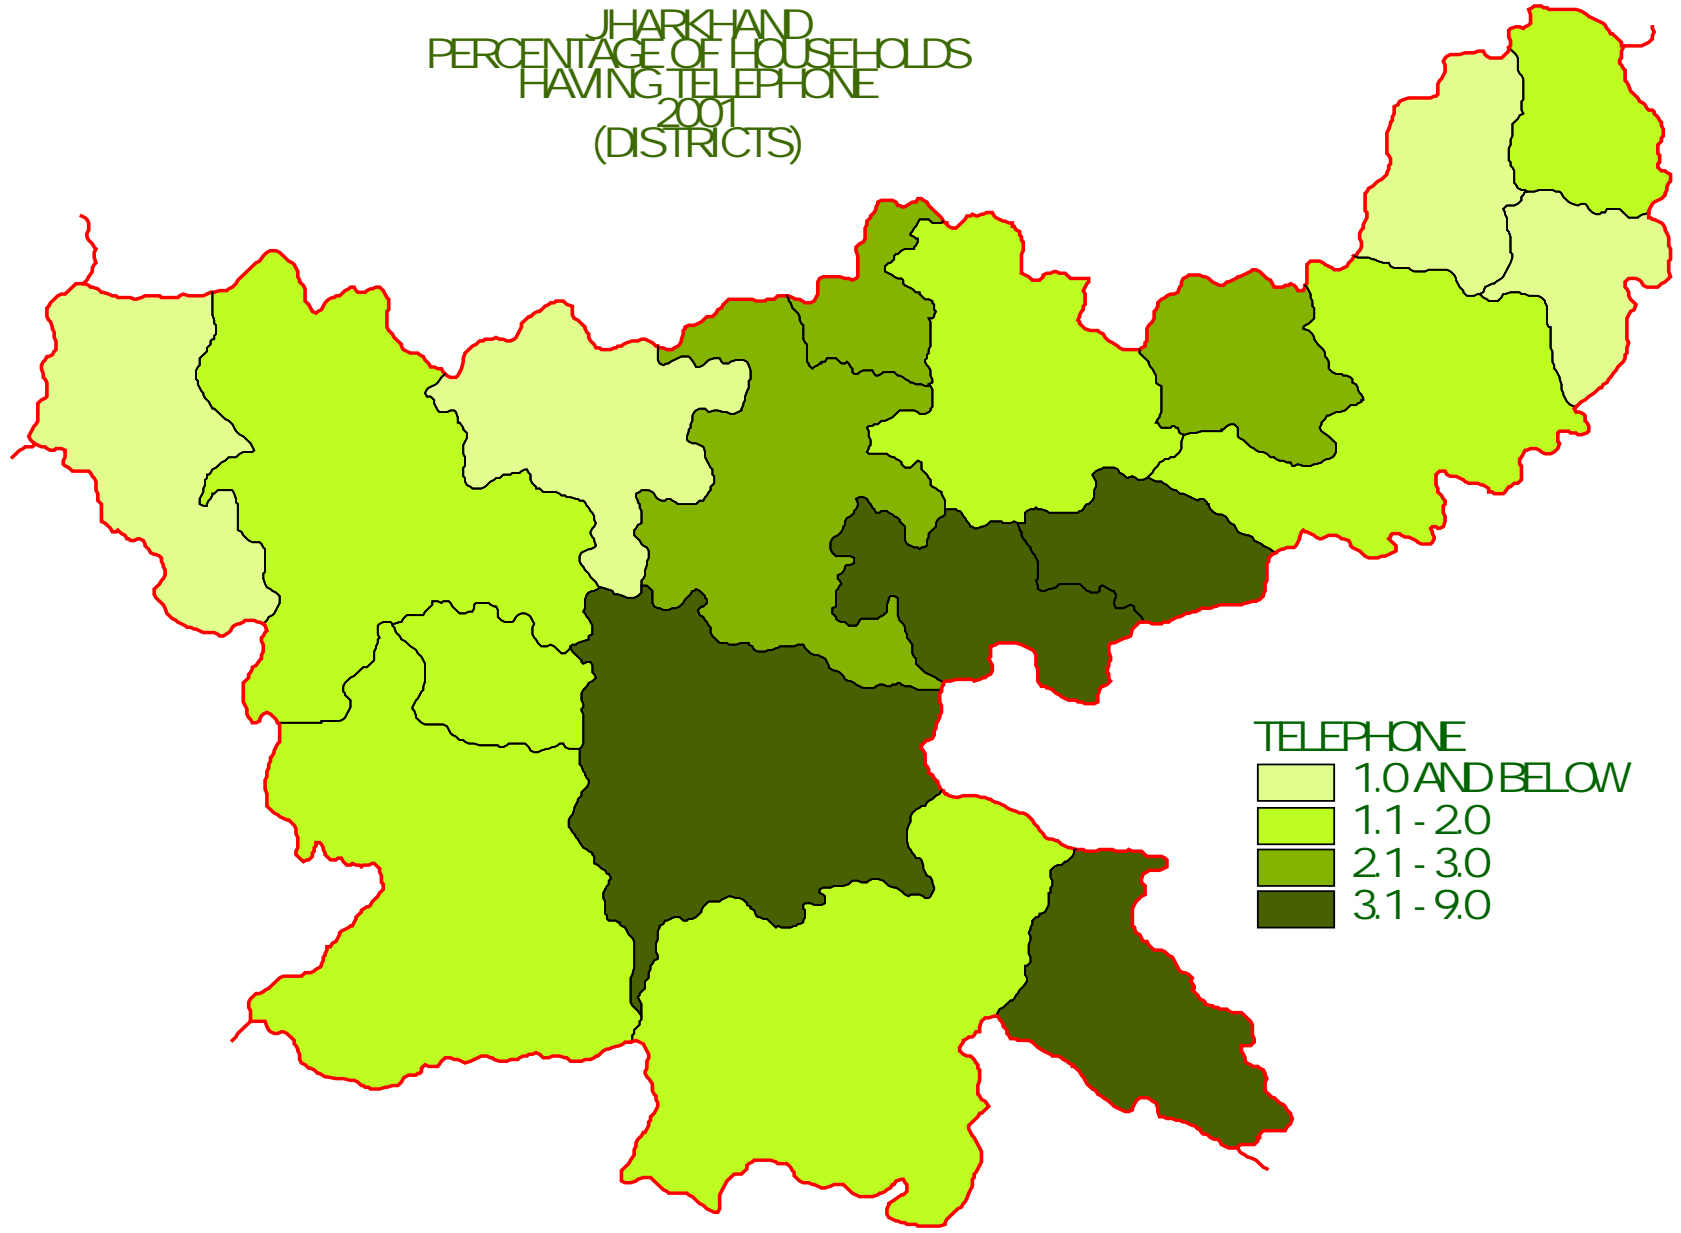 JHARKHAND
PERCENTAGE OF HOUSEHOLDS
HAVING TELEPHONE
2001
(DISTRICTS)
TELEPHONE
1.0 AND BELOW
1.1 - 2.0
2.1 - 3.0
3.1 - 9.0